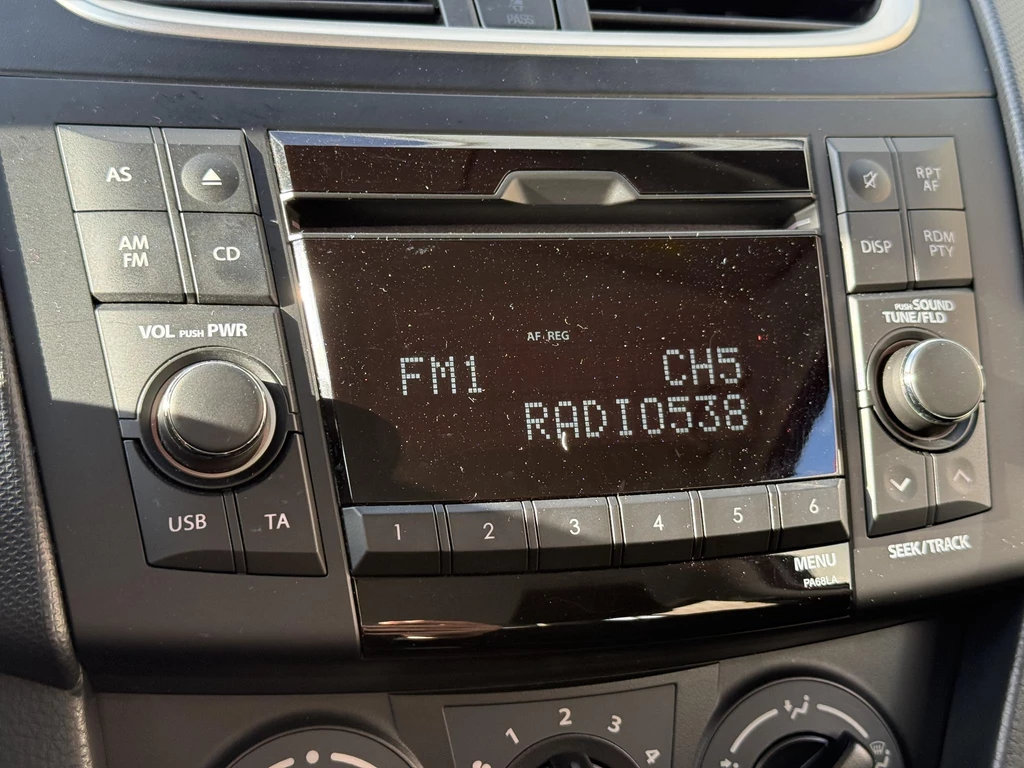 PASS
AS
AM
FM
CD
VOL PUSH PWR
USB
TA
AF REG
FM1 CH5
RADIO538
1 2 3 4 5 6
MENU
PA68LA
RPT
AF
DISP
RDM
PTY
PUSH SOUND
TUNE/FLD
SEEK/TRACK
1 2 3 4